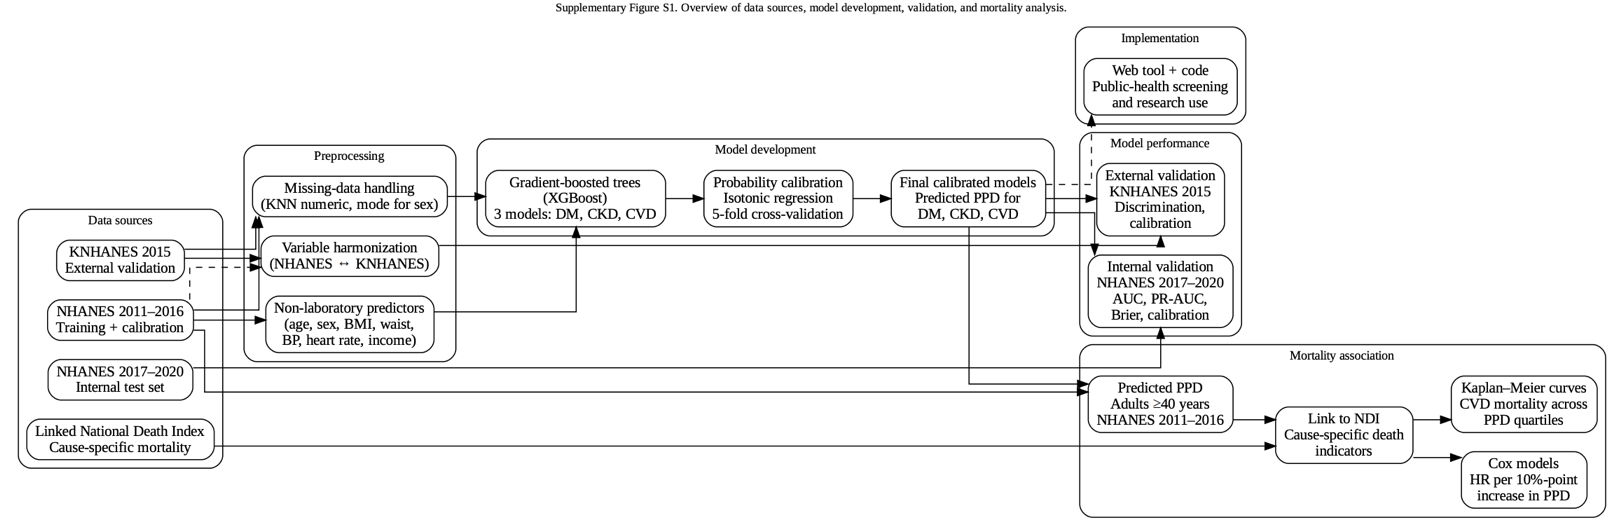 Supplementary Figure S1. Overview of data sources, model development, validation, and mortality analysis.
Data sources
KNHANES 2015
External validation
NHANES 2011–2016
Training + calibration
NHANES 2017–2020
Internal test set
Linked National Death Index
Cause-specific mortality
Preprocessing
Missing-data handling
(KNN numeric, mode for sex)
Variable harmonization
(NHANES ↔ KNHANES)
Non-laboratory predictors
(age, sex, BMI, waist,
BP, heart rate, income)
Model development
Gradient-boosted trees
(XGBoost)
3 models: DM, CKD, CVD
Probability calibration
Isotonic regression
5-fold cross-validation
Final calibrated models
Predicted PPD for
DM, CKD, CVD
Implementation
Web tool + code
Public-health screening
and research use
Model performance
External validation
KNHANES 2015
Discrimination,
calibration
Internal validation
NHANES 2017–2020
AUC, PR-AUC,
Brier, calibration
Mortality association
Predicted PPD
Adults ≥40 years
NHANES 2011–2016
Link to NDI
Cause-specific death
indicators
Kaplan–Meier curves
CVD mortality across
PPD quartiles
Cox models
HR per 10%-point
increase in PPD